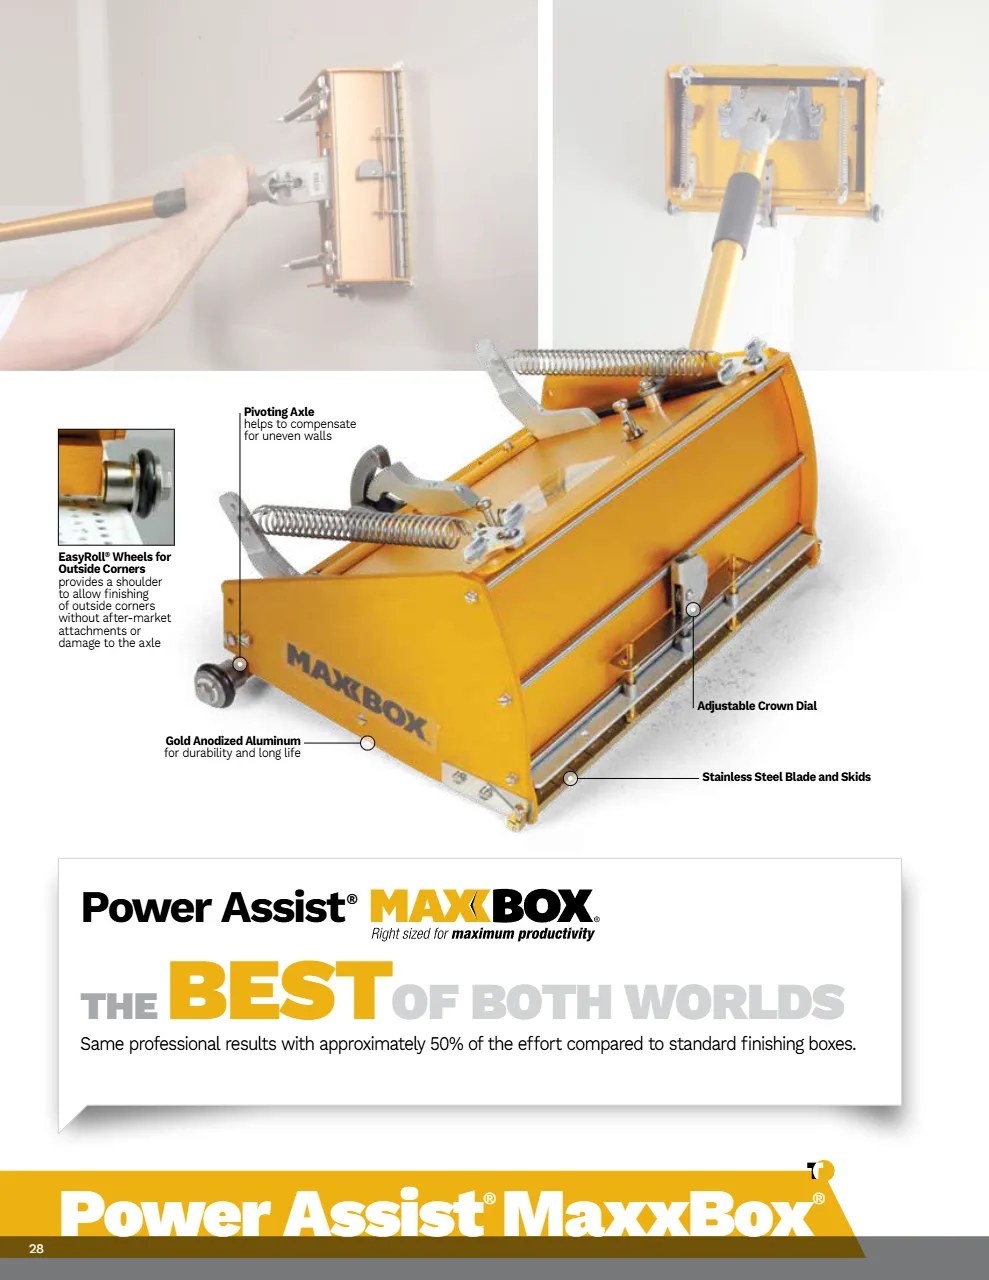 Pivoting Axle
helps to compensate
for uneven walls
EasyRoll® Wheels for
Outside Corners
provides a shoulder
to allow finishing
of outside corners
without after-market
attachments or
damage to the axle
MAXXBOX
Adjustable Crown Dial
Gold Anodized Aluminum
for durability and long life
Stainless Steel Blade and Skids
Power Assist® MAXXBOX®
Right sized for maximum productivity
THE BEST OF BOTH WORLDS
Same professional results with approximately 50% of the effort compared to standard finishing boxes.
Power Assist® MaxxBox®
28